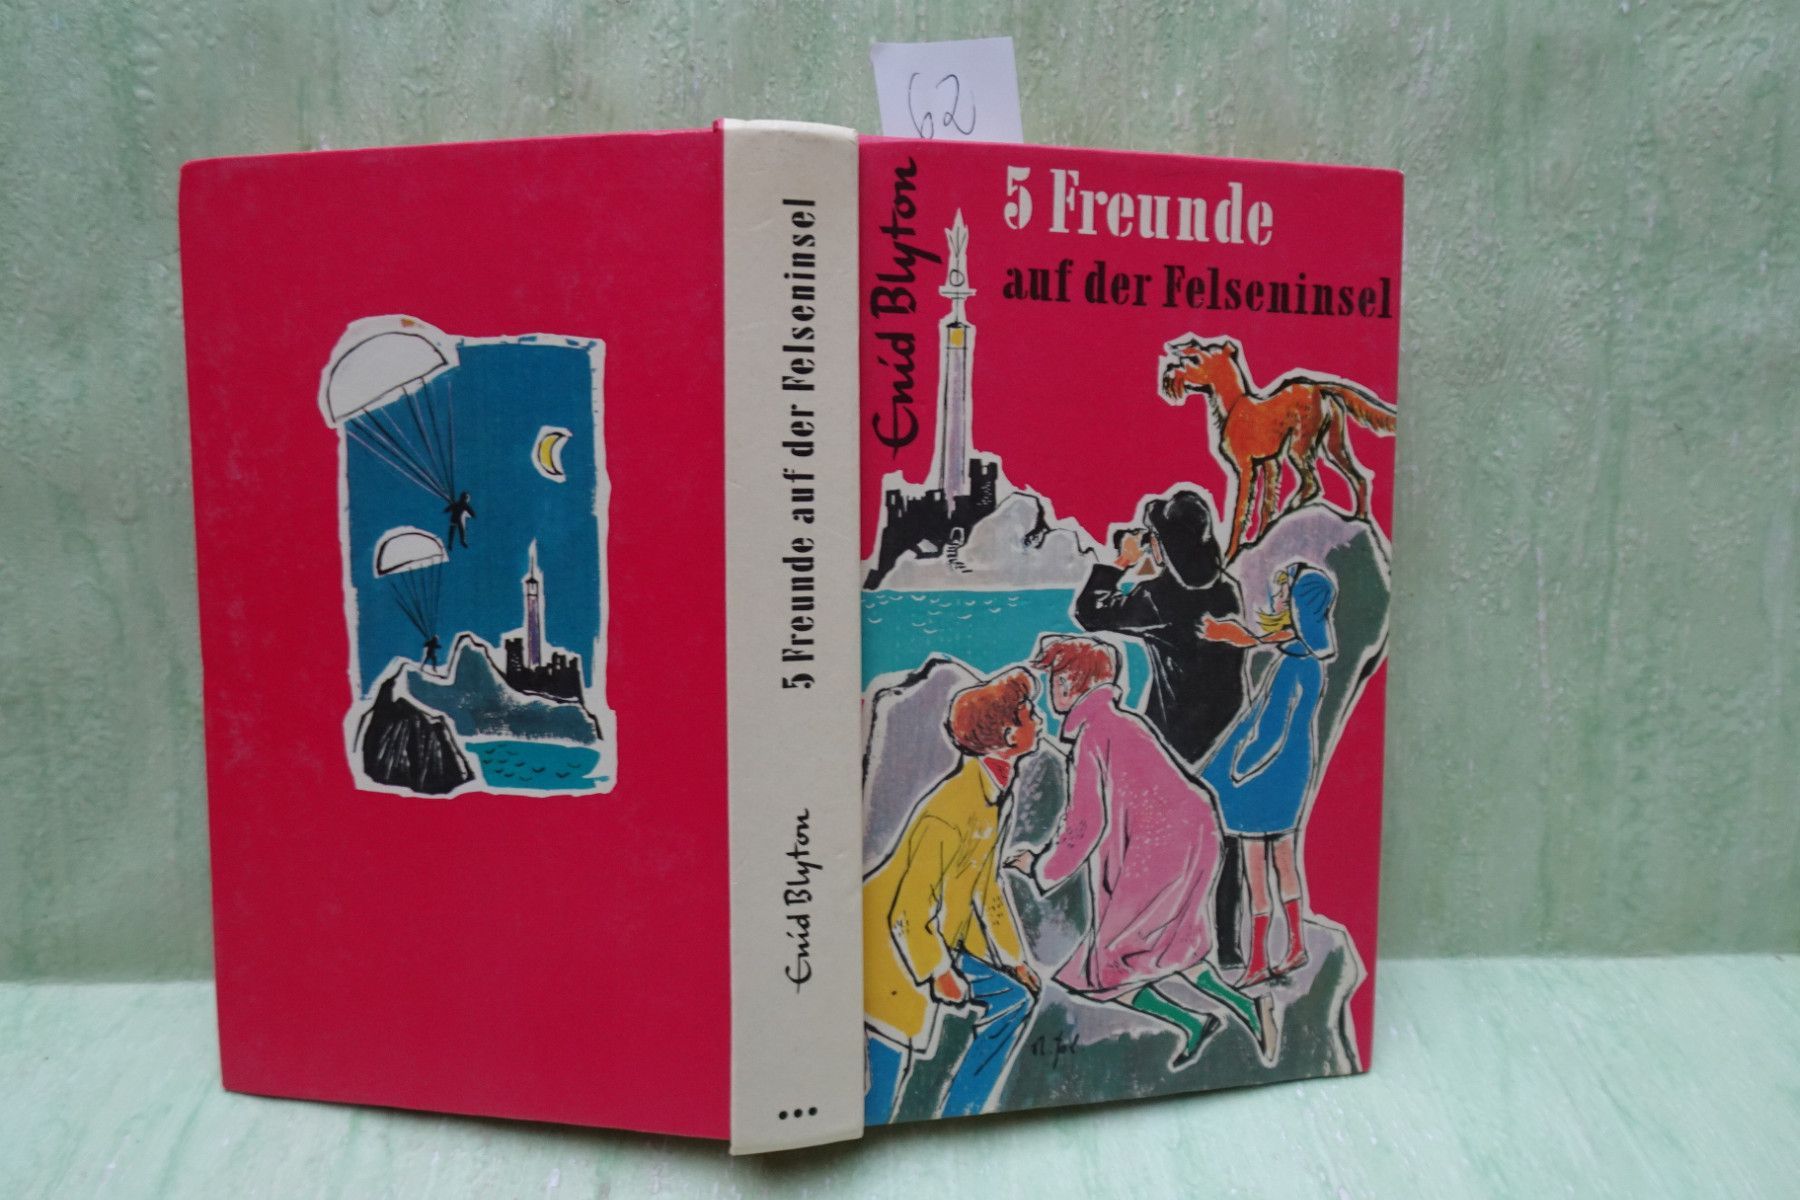 62
5 Freunde auf der Felseninsel
Enid Blyton
Enid Blyton
5 Freunde
auf der Felseninsel